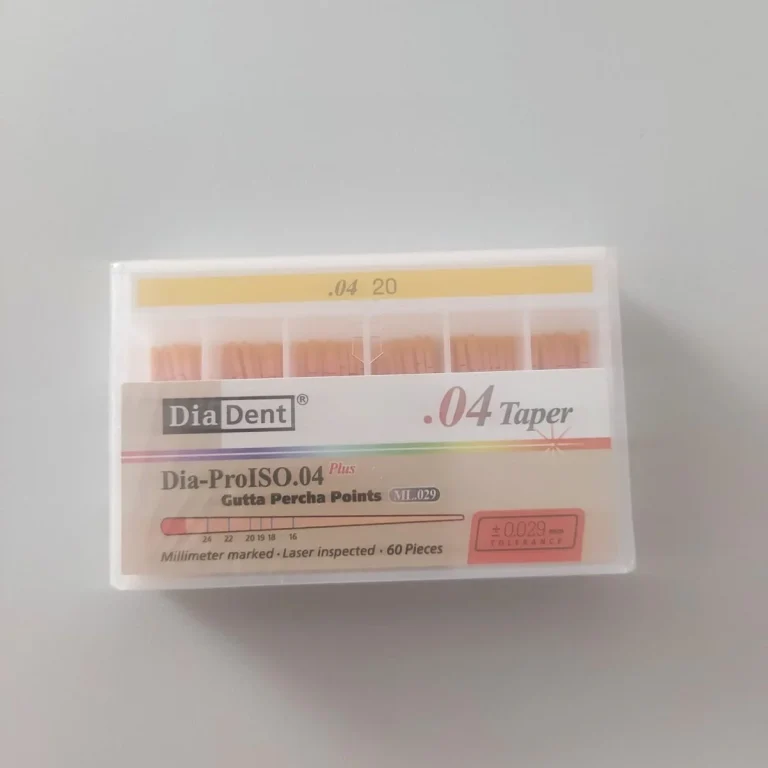 .04 20
DiaDent®
.04 Taper
Dia-ProISO.04 Plus
Gutta Percha Points ML.029
24 22 20 19 18 16
Millimeter marked · Laser inspected · 60 Pieces
±0.029 mm
TOLERANCE